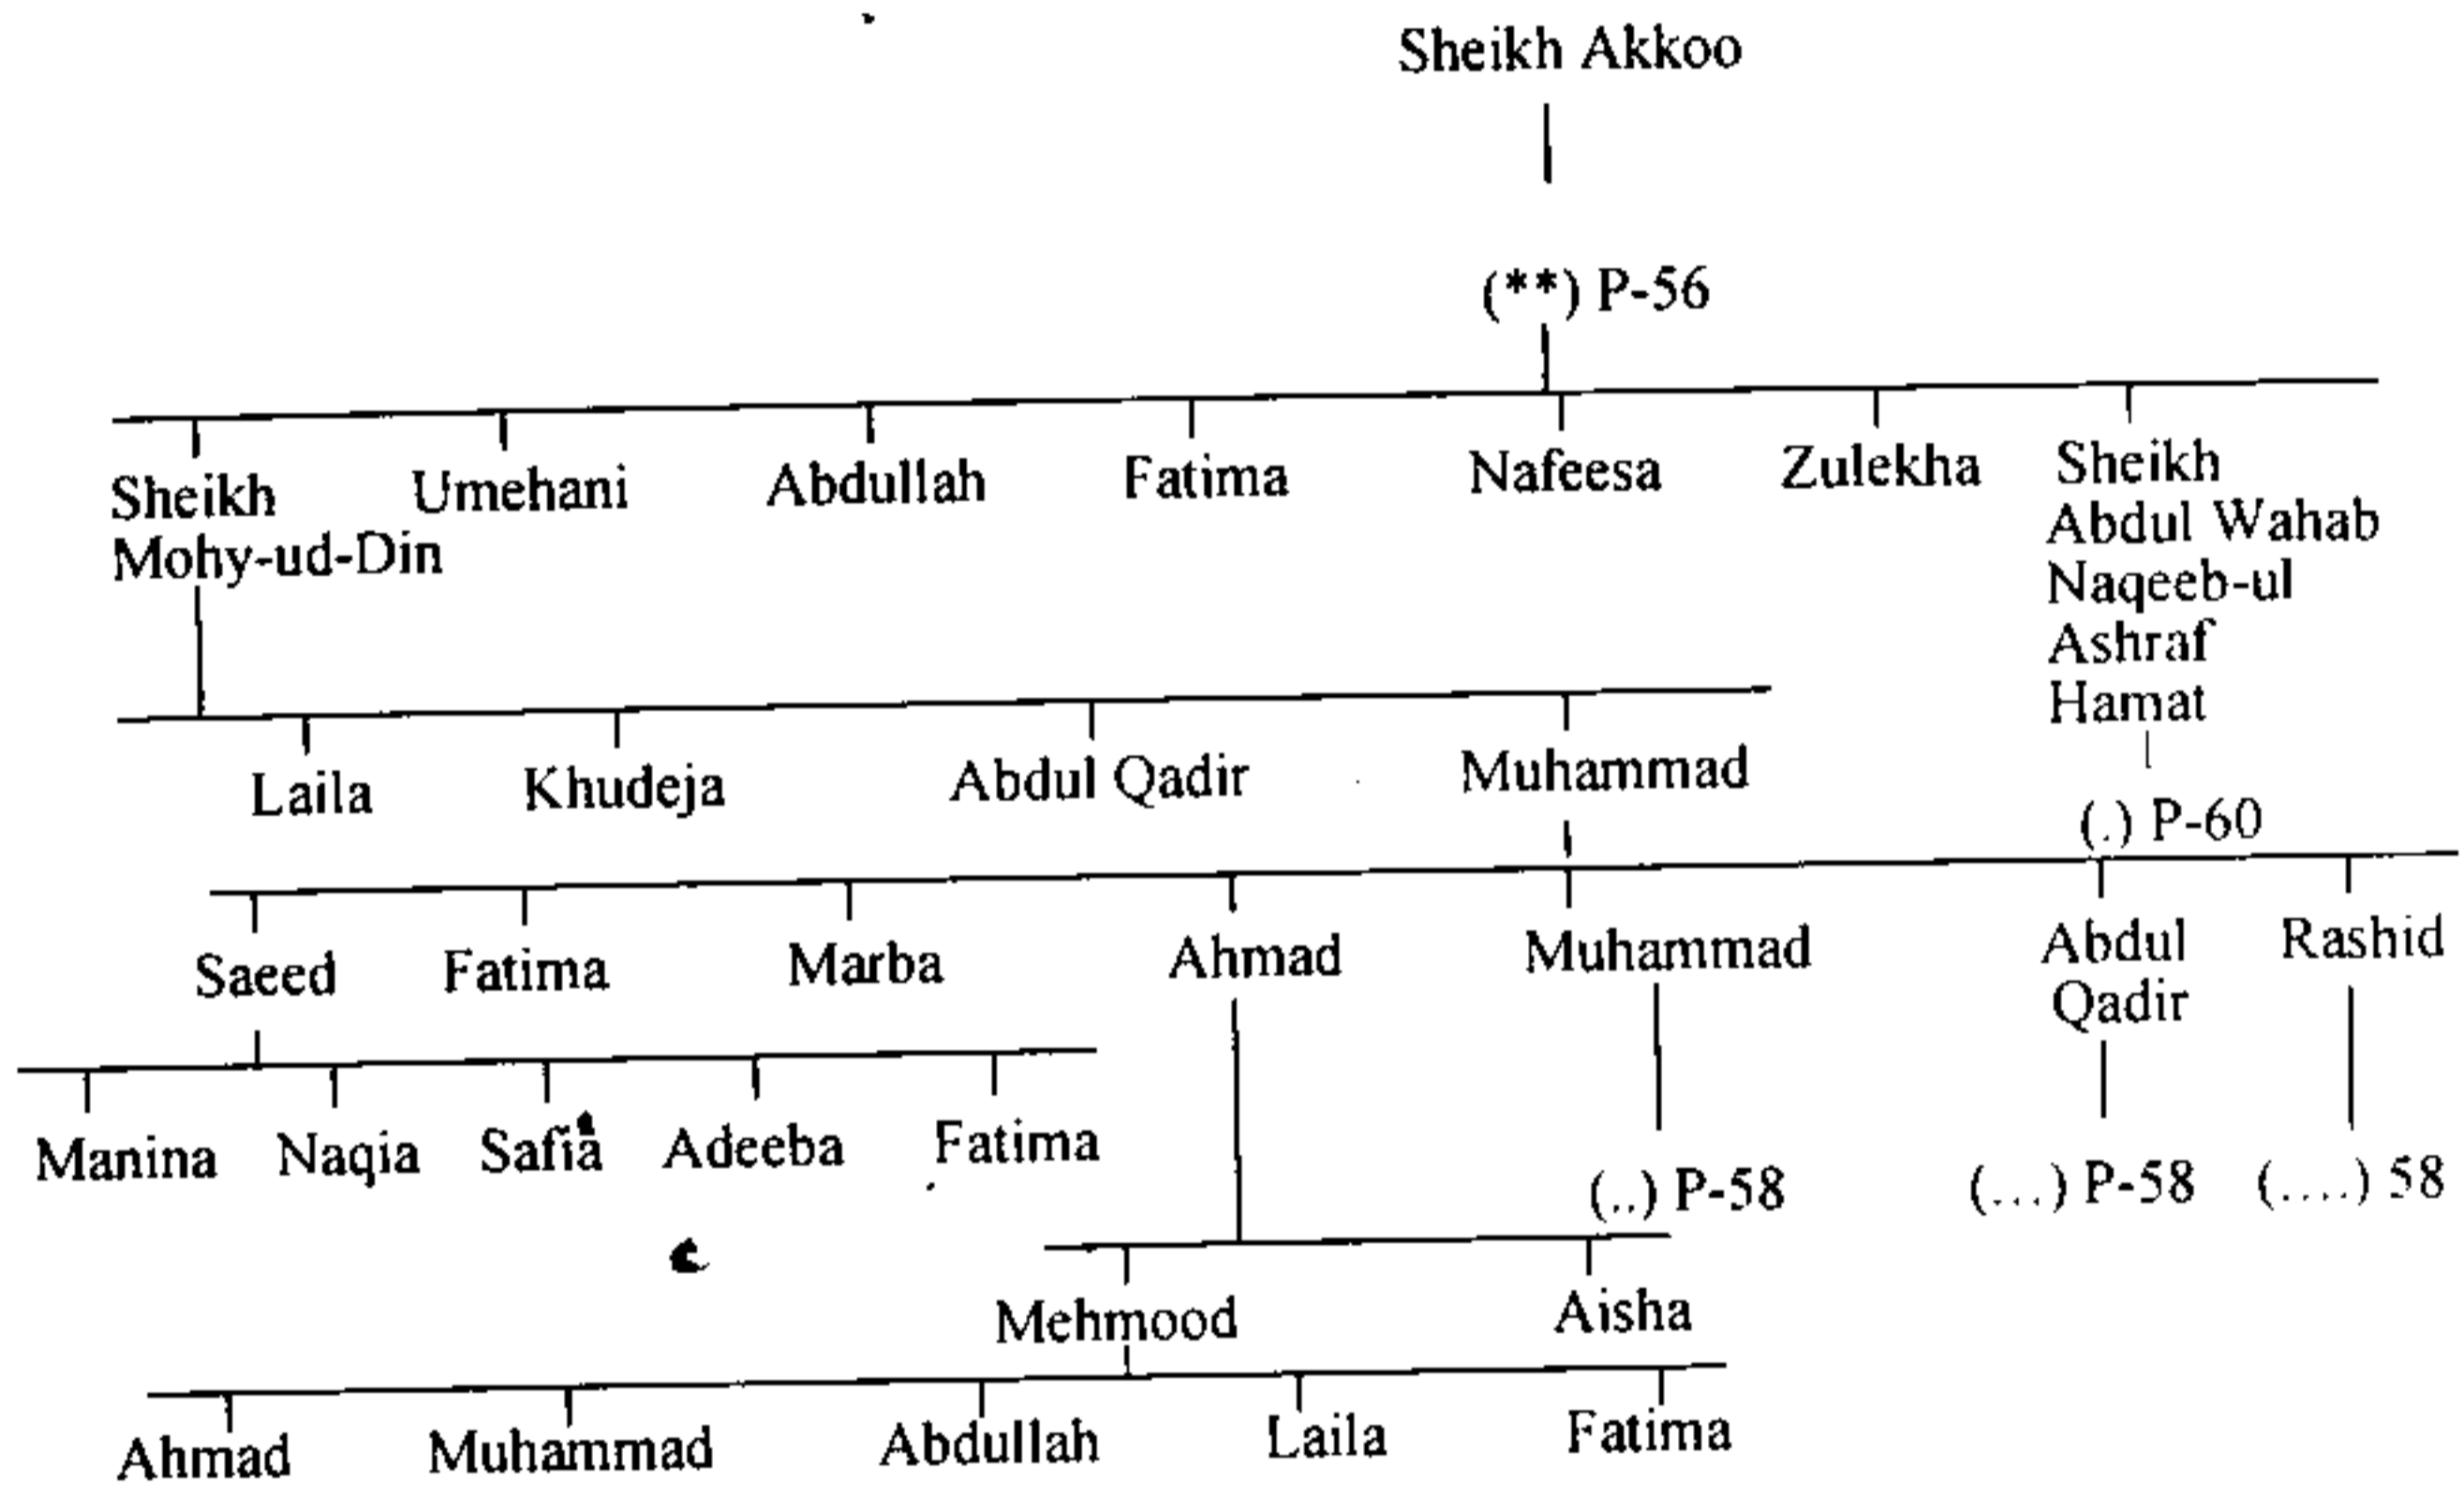 Sheikh Akkoo
(**) P-56
Sheikh Umehani Abdullah Fatima Nafeesa Zulekha Sheikh
Mohy-ud-Din Abdul Wahab
Naqeeb-ul
Ashraf
Hamat
Laila Khudeja Abdul Qadir Muhammad
(.) P-60
Saeed Fatima Marba Ahmad Muhammad Abdul Rashid
Qadir
Manina Naqia Safia Adeeba Fatima
(..) P-58 (...) P-58 (....) 58
Mehmood Aisha
Ahmad Muhammad Abdullah Laila Fatima